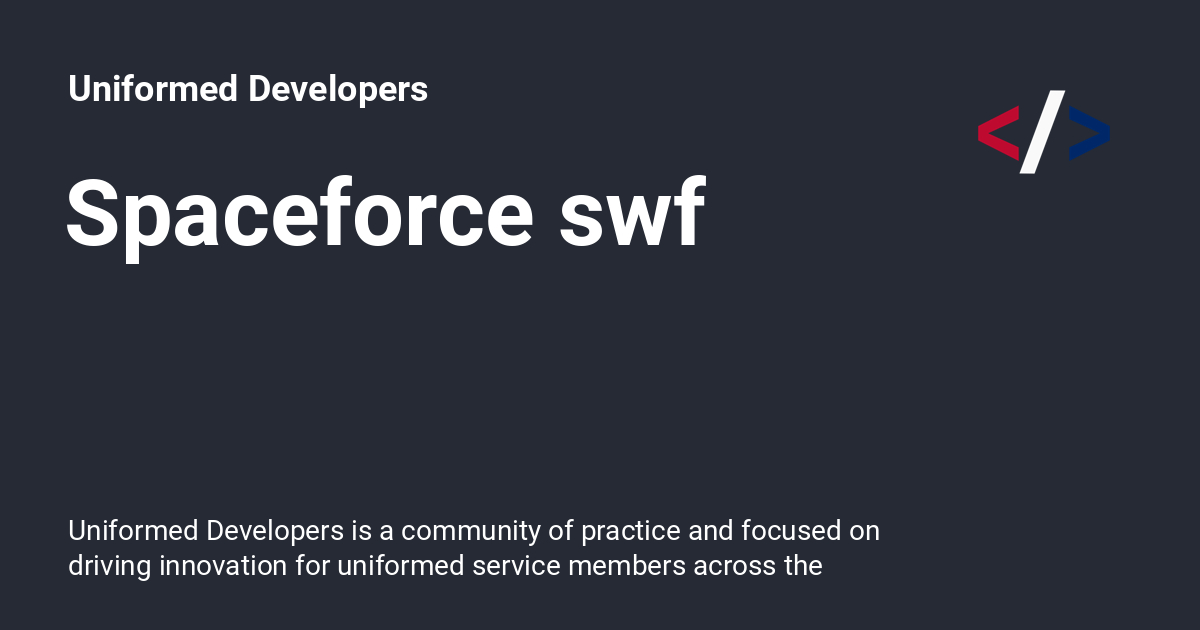 Uniformed Developers
</>
Spaceforce swf
Uniformed Developers is a community of practice and focused on
driving innovation for uniformed service members across the